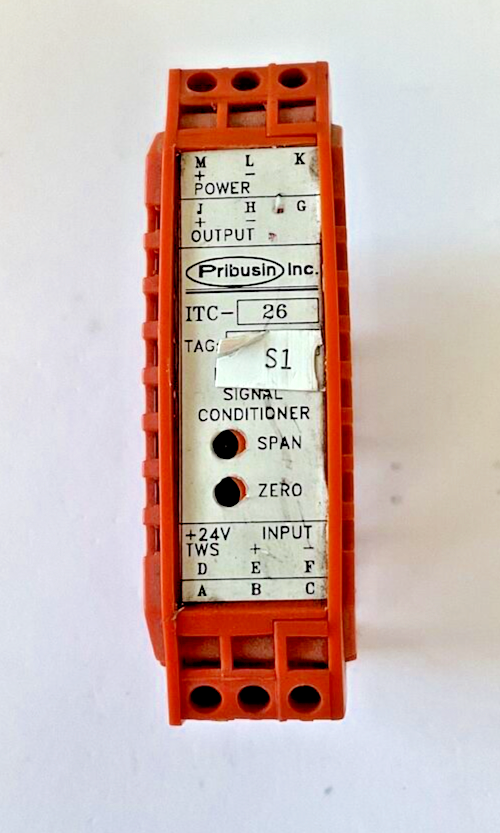 M L K
+ −
POWER
J H G
+ −
OUTPUT
Pribusin Inc.
ITC- 26
TAG:
S1
SIGNAL
CONDITIONER
SPAN
ZERO
+24V INPUT
TWS + −
D E F
A B C